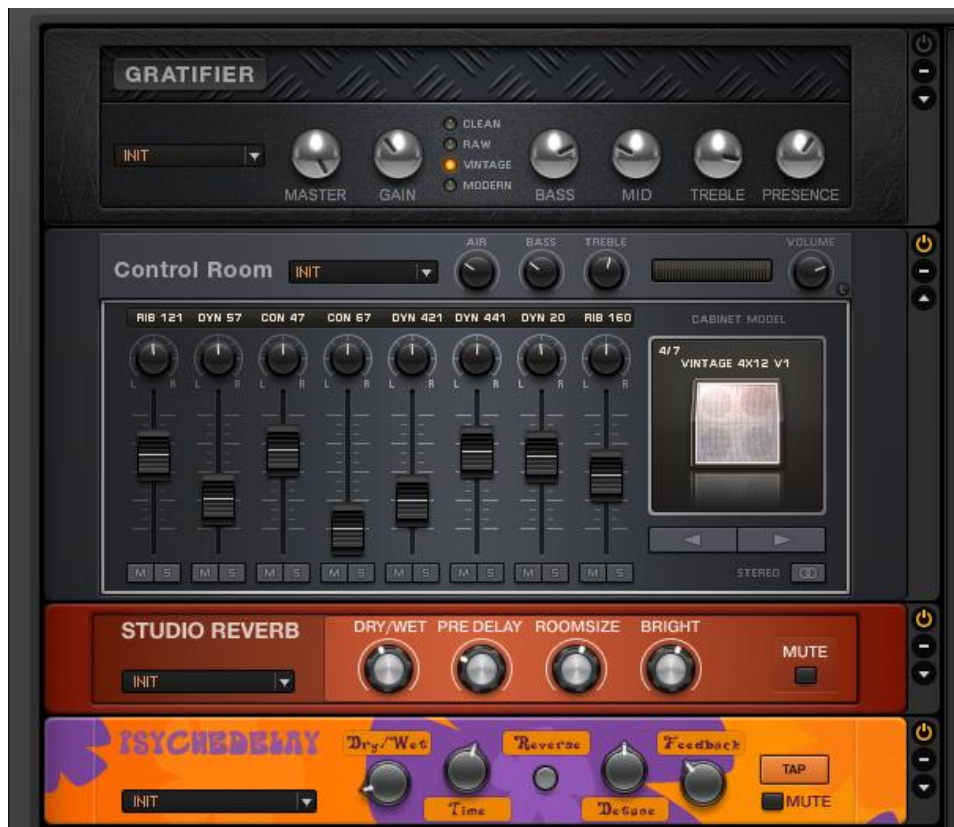 GRATIFIER
INIT
MASTER
GAIN
CLEAN
RAW
VINTAGE
MODERN
BASS
MID
TREBLE
PRESENCE
Control Room
INIT
AIR
BASS
TREBLE
VOLUME
L
RIB 121 DYN 57 CON 47 CON 67 DYN 421 DYN 441 DYN 20 RIB 160
L R L R L R L R L R L R L R L R
M S M S M S M S M S M S M S M S
CABINET MODEL
4/7
VINTAGE 4X12 V1
STEREO
STUDIO REVERB
INIT
DRY/WET PRE DELAY ROOMSIZE BRIGHT
MUTE
PSYCHEDELAY
INIT
Dry/Wet
Time
Reverse
Detune
Feedback
TAP
MUTE